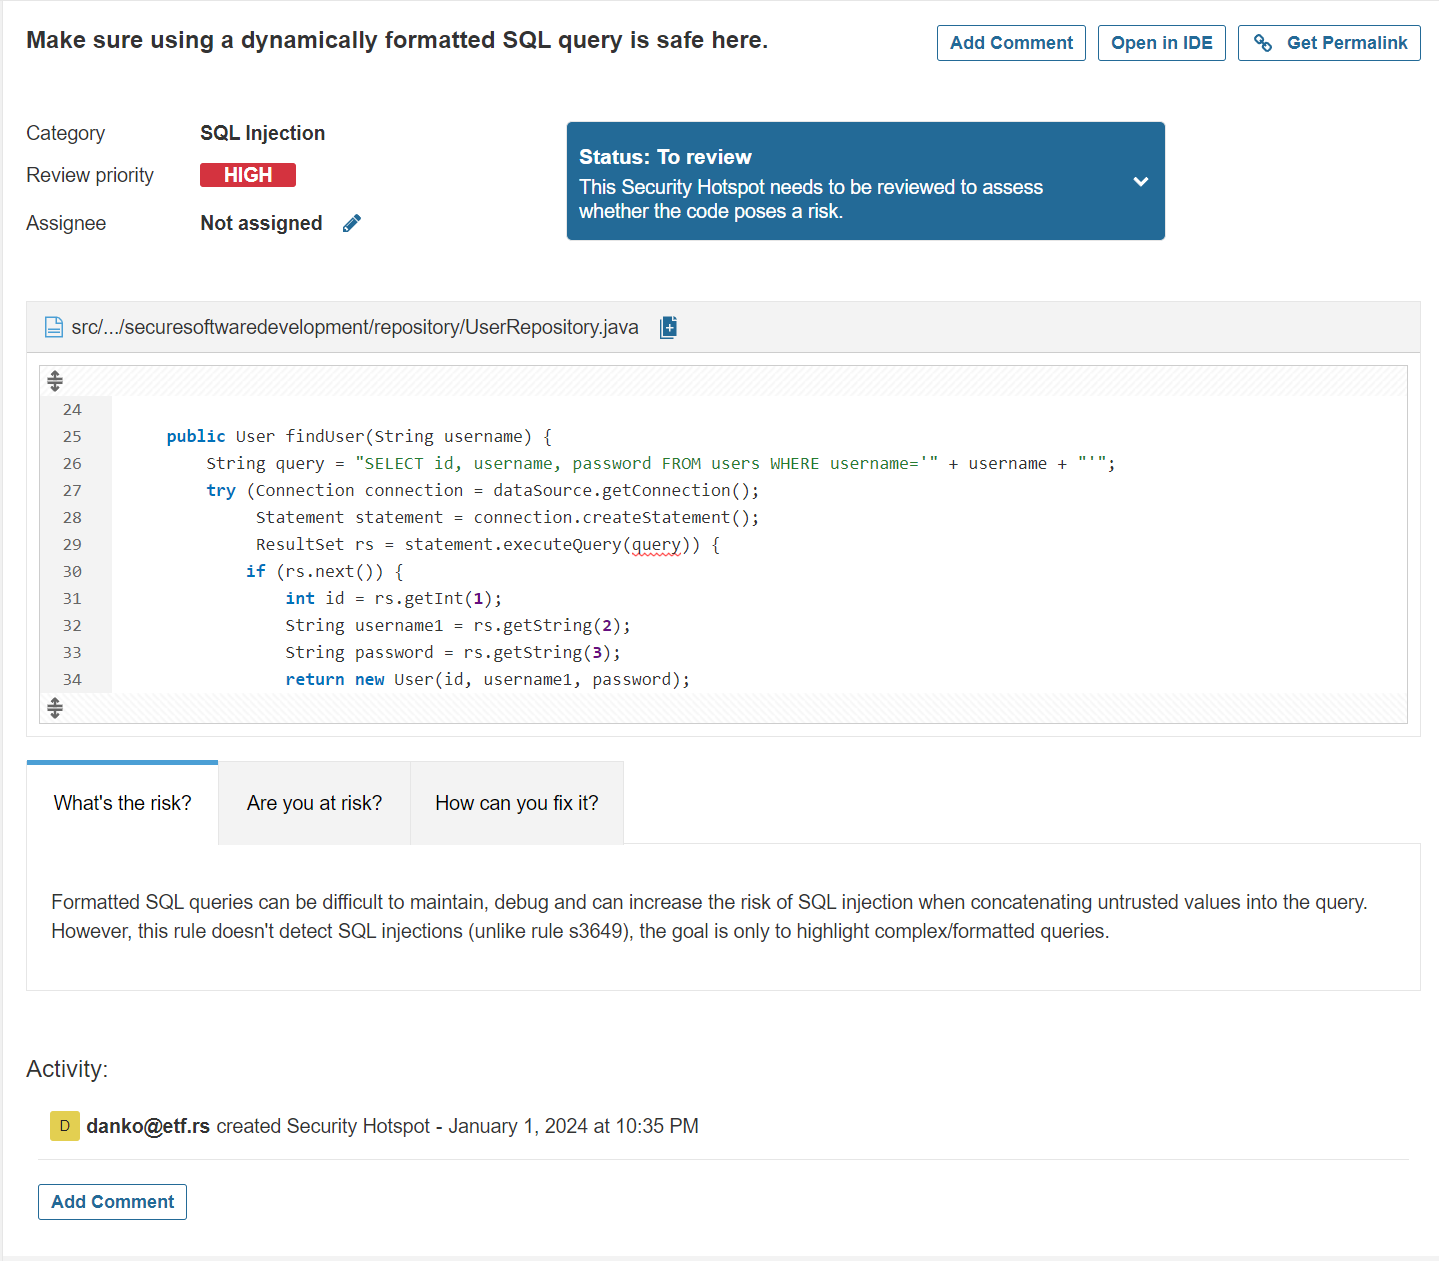 Make sure using a dynamically formatted SQL query is safe here.
Add Comment
Open in IDE
Get Permalink
Category
SQL Injection
Review priority
HIGH
Assignee
Not assigned
Status: To review
This Security Hotspot needs to be reviewed to assess
whether the code poses a risk.
src/.../securesoftwaredevelopment/repository/UserRepository.java
24
25 public User findUser(String username) {
26 String query = "SELECT id, username, password FROM users WHERE username='" + username + "'";
27 try (Connection connection = dataSource.getConnection();
28 Statement statement = connection.createStatement();
29 ResultSet rs = statement.executeQuery(query)) {
30 if (rs.next()) {
31 int id = rs.getInt(1);
32 String username1 = rs.getString(2);
33 String password = rs.getString(3);
34 return new User(id, username1, password);
What's the risk?
Are you at risk?
How can you fix it?
Formatted SQL queries can be difficult to maintain, debug and can increase the risk of SQL injection when concatenating untrusted values into the query.
However, this rule doesn't detect SQL injections (unlike rule s3649), the goal is only to highlight complex/formatted queries.
Activity:
D danko@etf.rs created Security Hotspot - January 1, 2024 at 10:35 PM
Add Comment